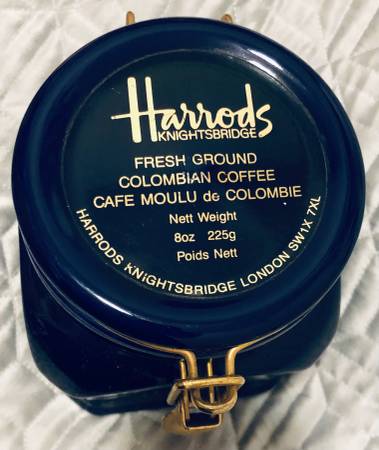 Harrods
KNIGHTSBRIDGE
FRESH GROUND
COLOMBIAN COFFEE
CAFE MOULU de COLOMBIE
Nett Weight
8oz 225g
Poids Nett
HARRODS KNIGHTSBRIDGE LONDON SW1X 7XL